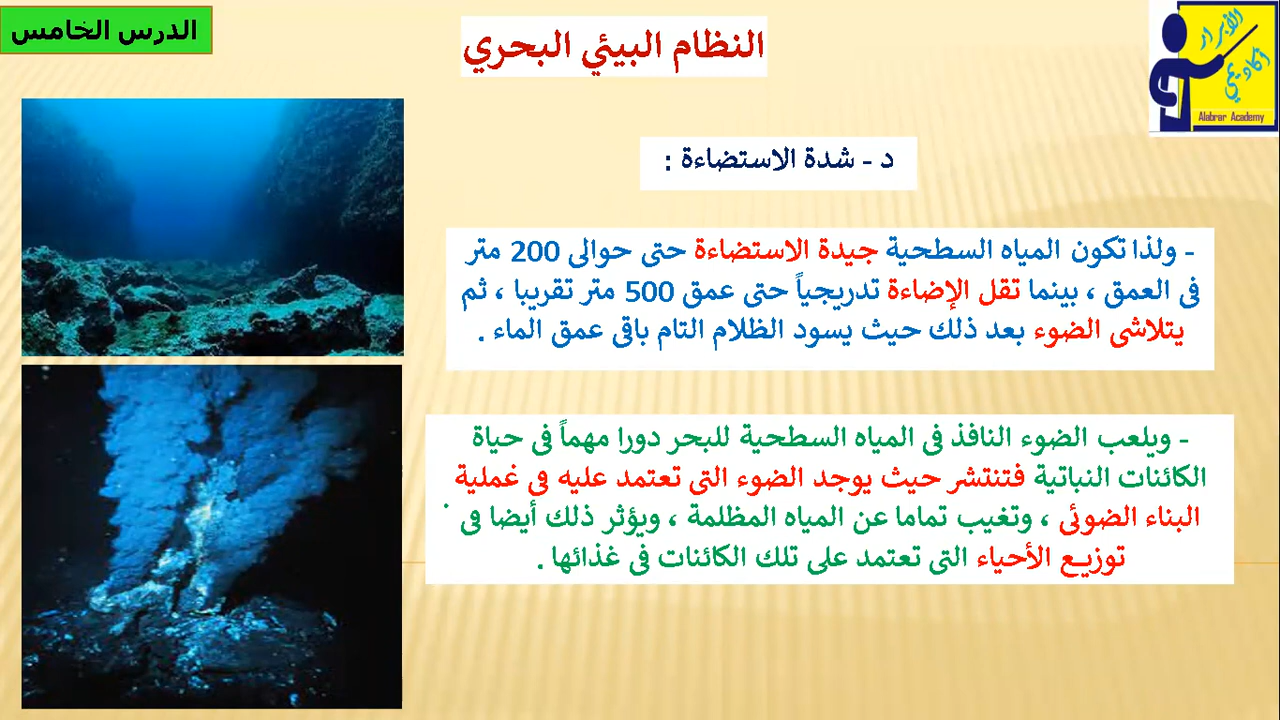 الدرس الخامس
النظام البيئي البحري
الأبرار
أكاديمي
Alabrar Academy
د - شدة الاستضاءة :
- ولذا تكون المياه السطحية جيدة الاستضاءة حتى حوالى 200 متر
فى العمق ، بينما تقل الإضاءة تدريجياً حتى عمق 500 متر تقريبا ، ثم
يتلاشى الضوء بعد ذلك حيث يسود الظلام التام باقى عمق الماء .
- ويلعب الضوء النافذ فى المياه السطحية للبحر دورا مهماً فى حياة
الكائنات النباتية فتنتشر حيث يوجد الضوء التى تعتمد عليه فى غملية
البناء الضوئى ، وتغيب تماما عن المياه المظلمة ، ويؤثر ذلك أيضا فى
توزيع الأحياء التى تعتمد على تلك الكائنات فى غذائها .